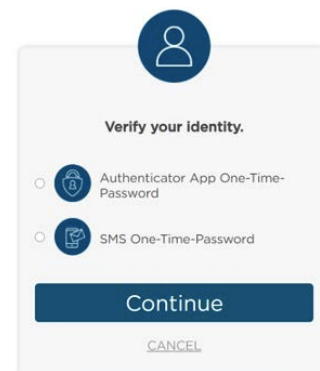 Verify your identity.
Authenticator App One-Time-
Password
SMS One-Time-Password
Continue
CANCEL